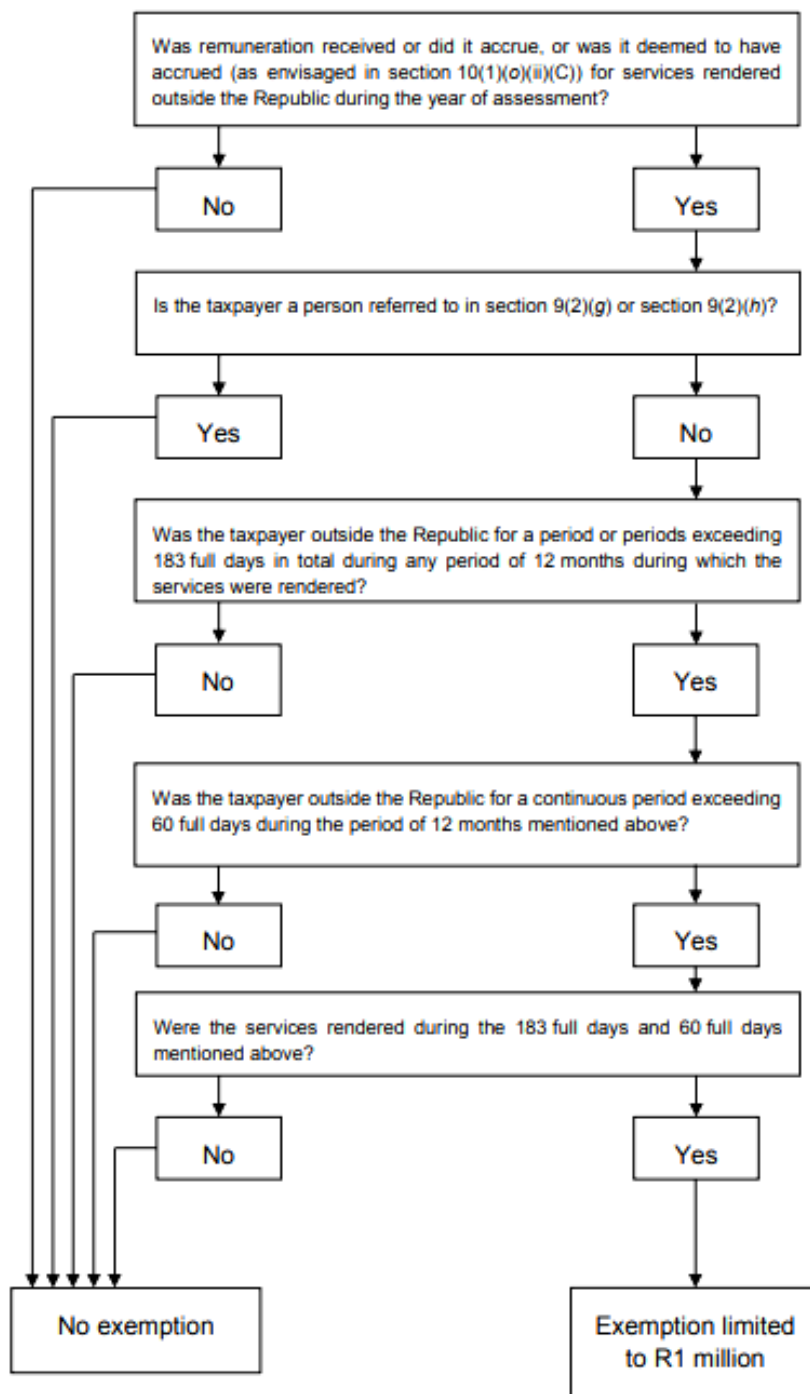 Was remuneration received or did it accrue, or was it deemed to have
accrued (as envisaged in section 10(1)(o)(ii)(C)) for services rendered
outside the Republic during the year of assessment?
No
Yes
Is the taxpayer a person referred to in section 9(2)(g) or section 9(2)(h)?
Yes
No
Was the taxpayer outside the Republic for a period or periods exceeding
183 full days in total during any period of 12 months during which the
services were rendered?
No
Yes
Was the taxpayer outside the Republic for a continuous period exceeding
60 full days during the period of 12 months mentioned above?
No
Yes
Were the services rendered during the 183 full days and 60 full days
mentioned above?
No
Yes
No exemption
Exemption limited
to R1 million